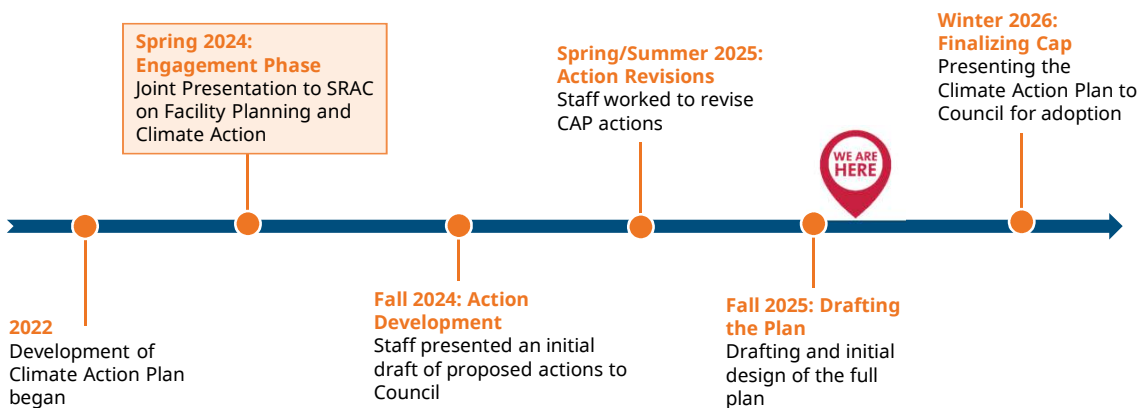 Spring 2024:
Engagement Phase
Joint Presentation to SRAC
on Facility Planning and
Climate Action
Spring/Summer 2025:
Action Revisions
Staff worked to revise
CAP actions
Winter 2026:
Finalizing Cap
Presenting the
Climate Action Plan to
Council for adoption
WE ARE
HERE
2022
Development of
Climate Action Plan
began
Fall 2024: Action
Development
Staff presented an initial
draft of proposed actions to
Council
Fall 2025: Drafting
the Plan
Drafting and initial
design of the full
plan